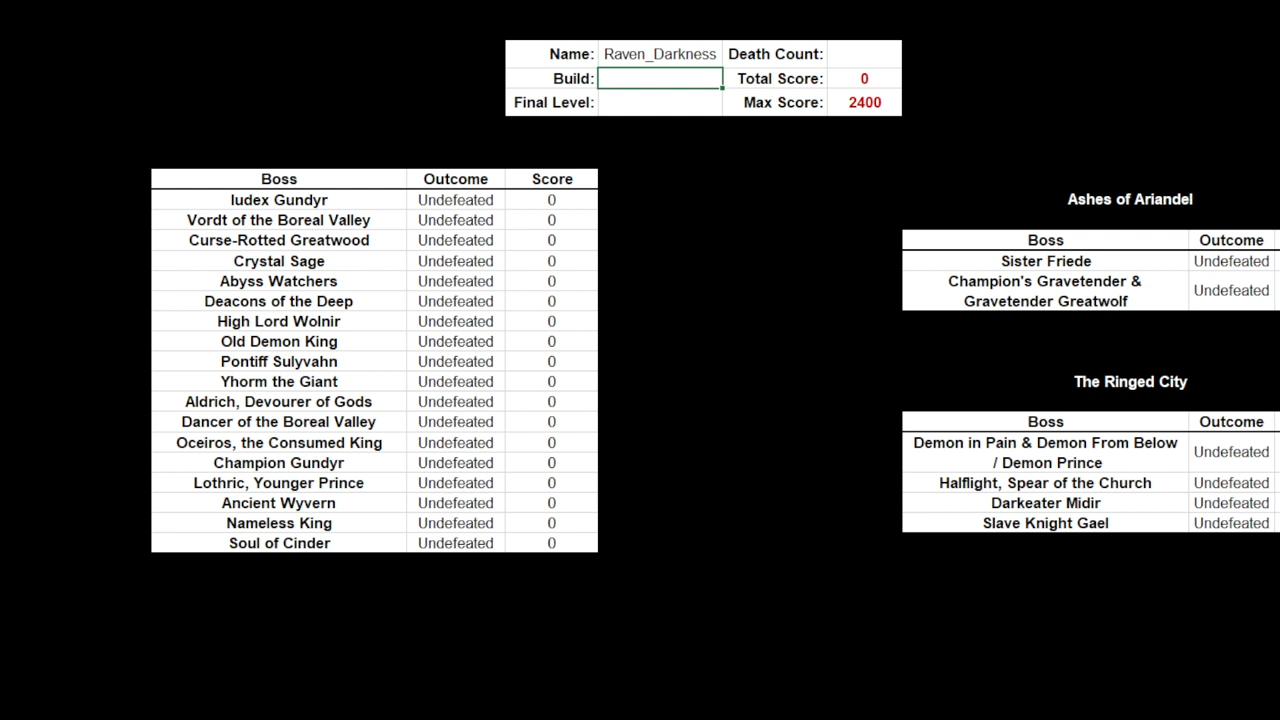 Name: Raven_Darkness Death Count:
Build: Total Score: 0
Final Level: Max Score: 2400
Boss Outcome Score
Iudex Gundyr Undefeated 0
Vordt of the Boreal Valley Undefeated 0
Curse-Rotted Greatwood Undefeated 0
Crystal Sage Undefeated 0
Abyss Watchers Undefeated 0
Deacons of the Deep Undefeated 0
High Lord Wolnir Undefeated 0
Old Demon King Undefeated 0
Pontiff Sulyvahn Undefeated 0
Yhorm the Giant Undefeated 0
Aldrich, Devourer of Gods Undefeated 0
Dancer of the Boreal Valley Undefeated 0
Oceiros, the Consumed King Undefeated 0
Champion Gundyr Undefeated 0
Lothric, Younger Prince Undefeated 0
Ancient Wyvern Undefeated 0
Nameless King Undefeated 0
Soul of Cinder Undefeated 0
Ashes of Ariandel
Boss Outcome
Sister Friede Undefeated
Champion's Gravetender &
Gravetender Greatwolf Undefeated
The Ringed City
Boss Outcome
Demon in Pain & Demon From Below
/ Demon Prince Undefeated
Halflight, Spear of the Church Undefeated
Darkeater Midir Undefeated
Slave Knight Gael Undefeated